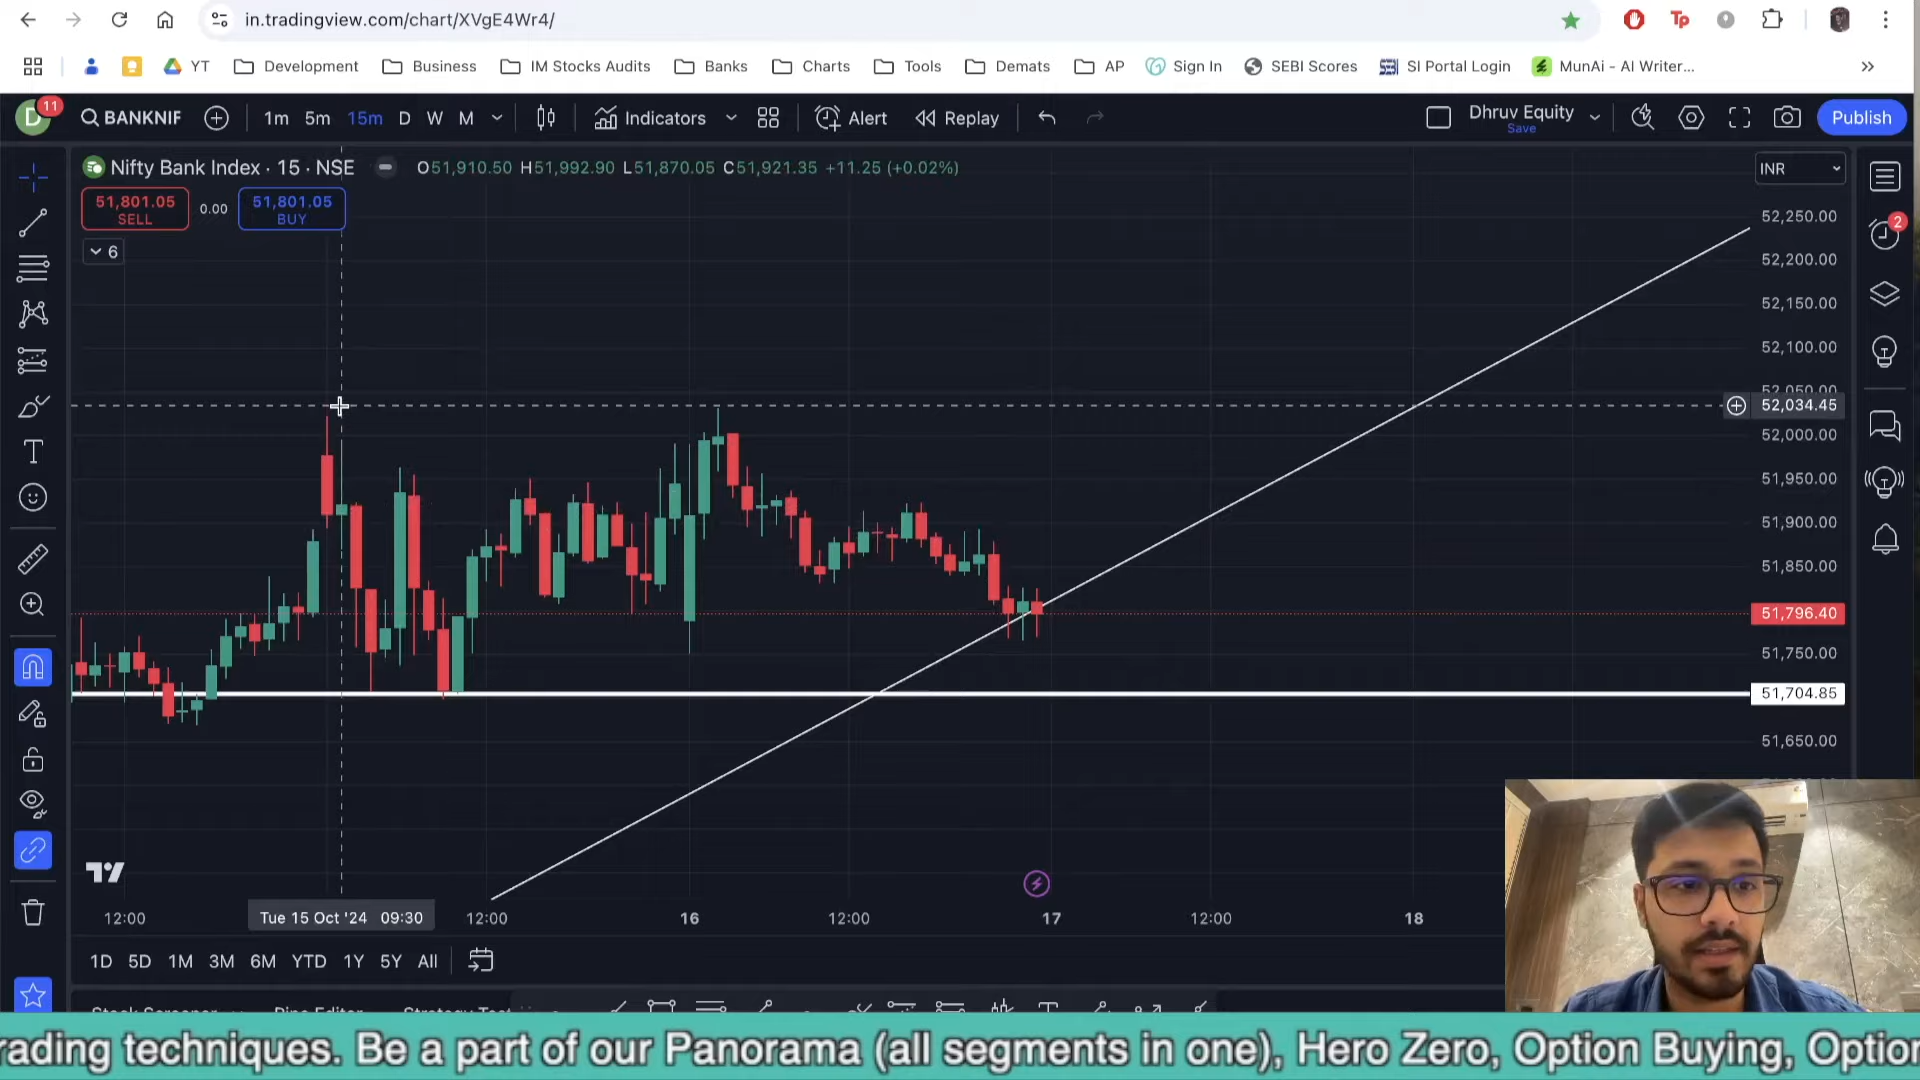 in.tradingview.com/chart/XVgE4Wr4/
Tp
YT Development Business IM Stocks Audits Banks Charts Tools Demats AP Sign In SEBI Scores SI Portal Login MunAi - AI Writer...
D 11 BANKNIF 1m 5m 15m D W M Indicators Alert Replay Dhruv Equity Save Publish
Nifty Bank Index · 15 · NSE O51,910.50 H51,992.90 L51,870.05 C51,921.35 +11.25 (+0.02%) INR
51,801.05 SELL 0.00 51,801.05 BUY
6
2
52,250.00
52,200.00
52,150.00
52,100.00
52,050.00
52,034.45
52,000.00
51,950.00
51,900.00
51,850.00
51,796.40
51,750.00
51,704.85
51,650.00
12:00 Tue 15 Oct '24 09:30 12:00 16 12:00 17 12:00 18
1D 5D 1M 3M 6M YTD 1Y 5Y All
rading techniques. Be a part of our Panorama (all segments in one), Hero Zero, Option Buying, Option